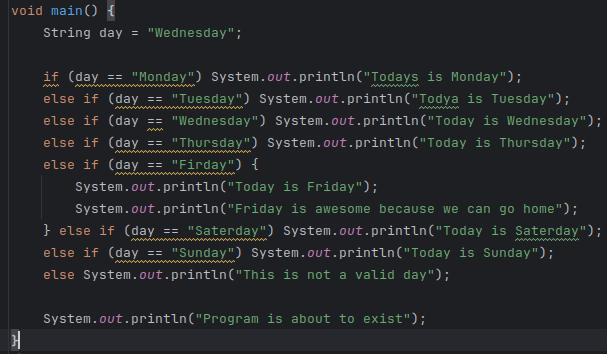 void main() {
    String day = "Wednesday";

    if (day == "Monday") System.out.println("Todays is Monday");
    else if (day == "Tuesday") System.out.println("Todya is Tuesday");
    else if (day == "Wednesday") System.out.println("Today is Wednesday");
    else if (day == "Thursday") System.out.println("Today is Thursday");
    else if (day == "Firday") {
        System.out.println("Today is Friday");
        System.out.println("Friday is awesome because we can go home");
    } else if (day == "Saterday") System.out.println("Today is Saterday");
    else if (day == "Sunday") System.out.println("Today is Sunday");
    else System.out.println("This is not a valid day");

    System.out.println("Program is about to exist");
}